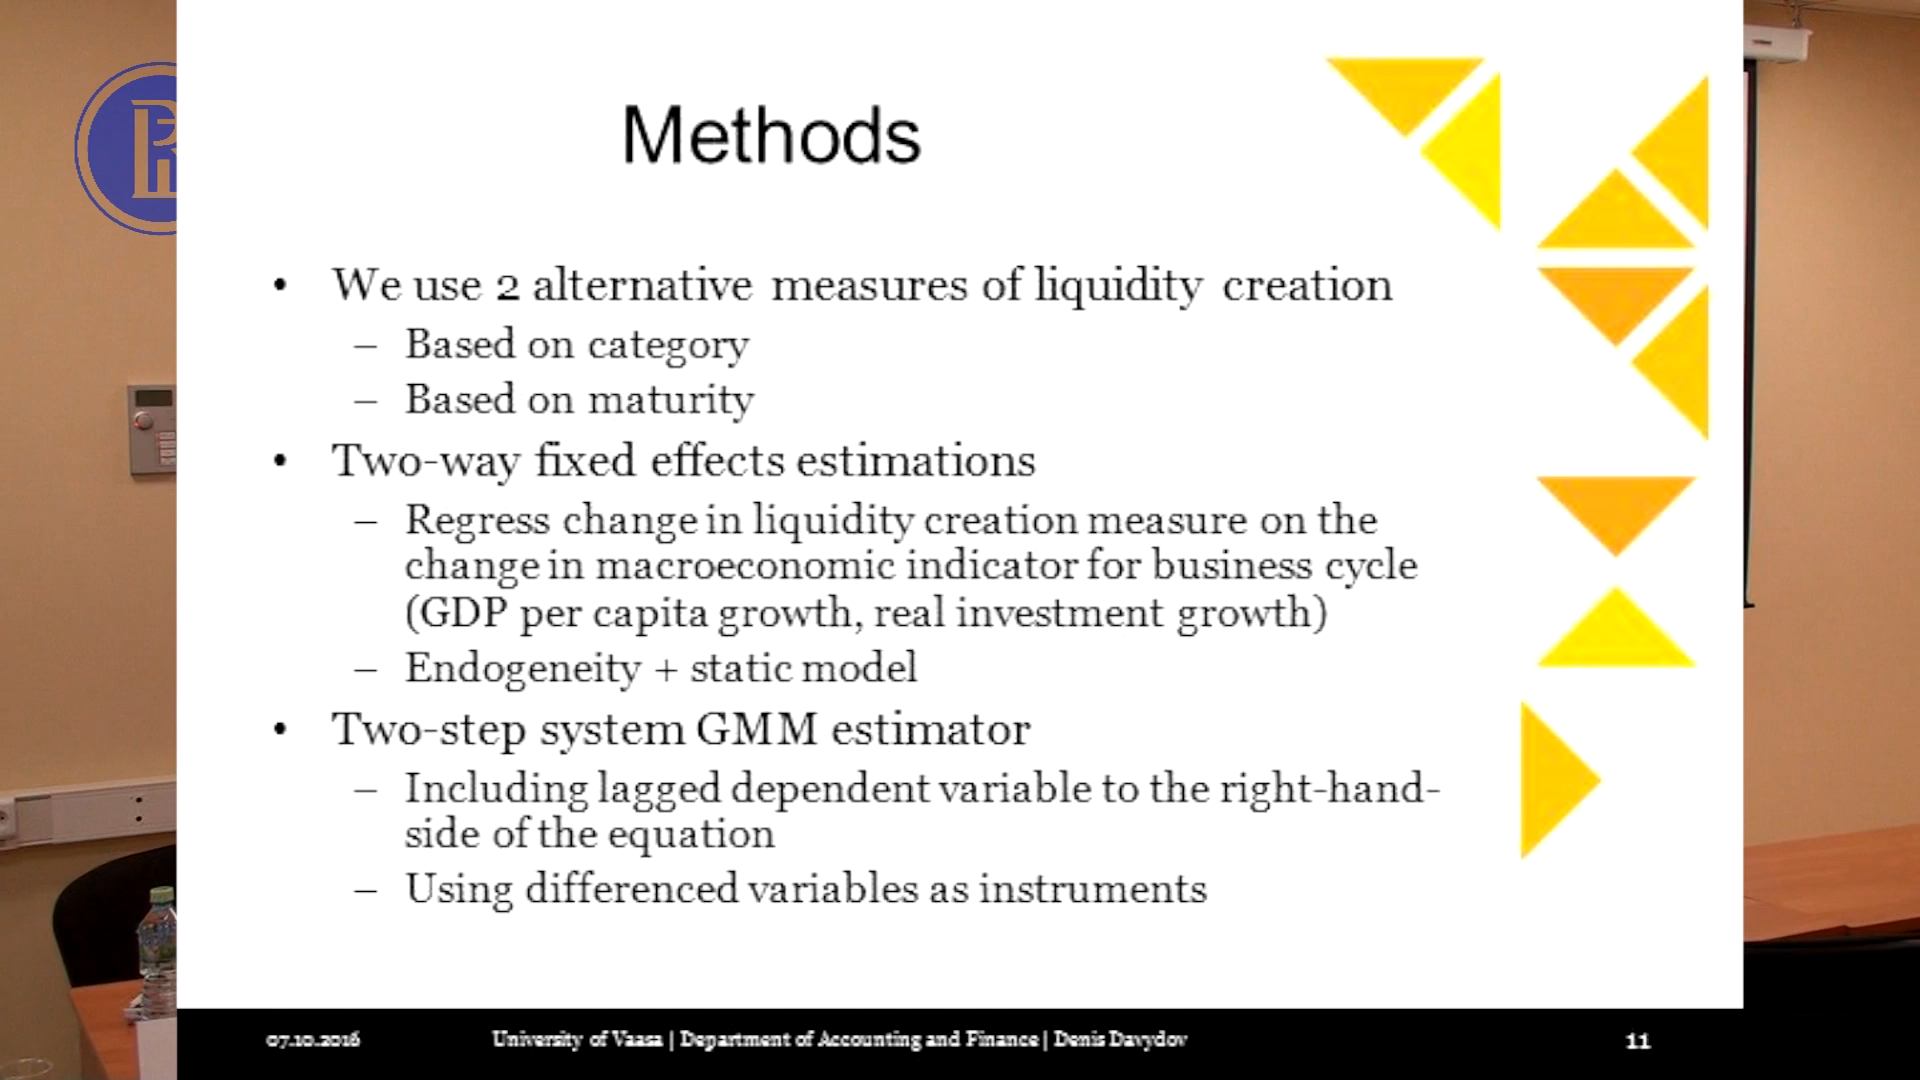 Methods
• We use 2 alternative measures of liquidity creation
– Based on category
– Based on maturity
• Two-way fixed effects estimations
– Regress change in liquidity creation measure on the
change in macroeconomic indicator for business cycle
(GDP per capita growth, real investment growth)
– Endogeneity + static model
• Two-step system GMM estimator
– Including lagged dependent variable to the right-hand-
side of the equation
– Using differenced variables as instruments
07.10.2016 University of Vaasa | Department of Accounting and Finance | Denis Davydov 11